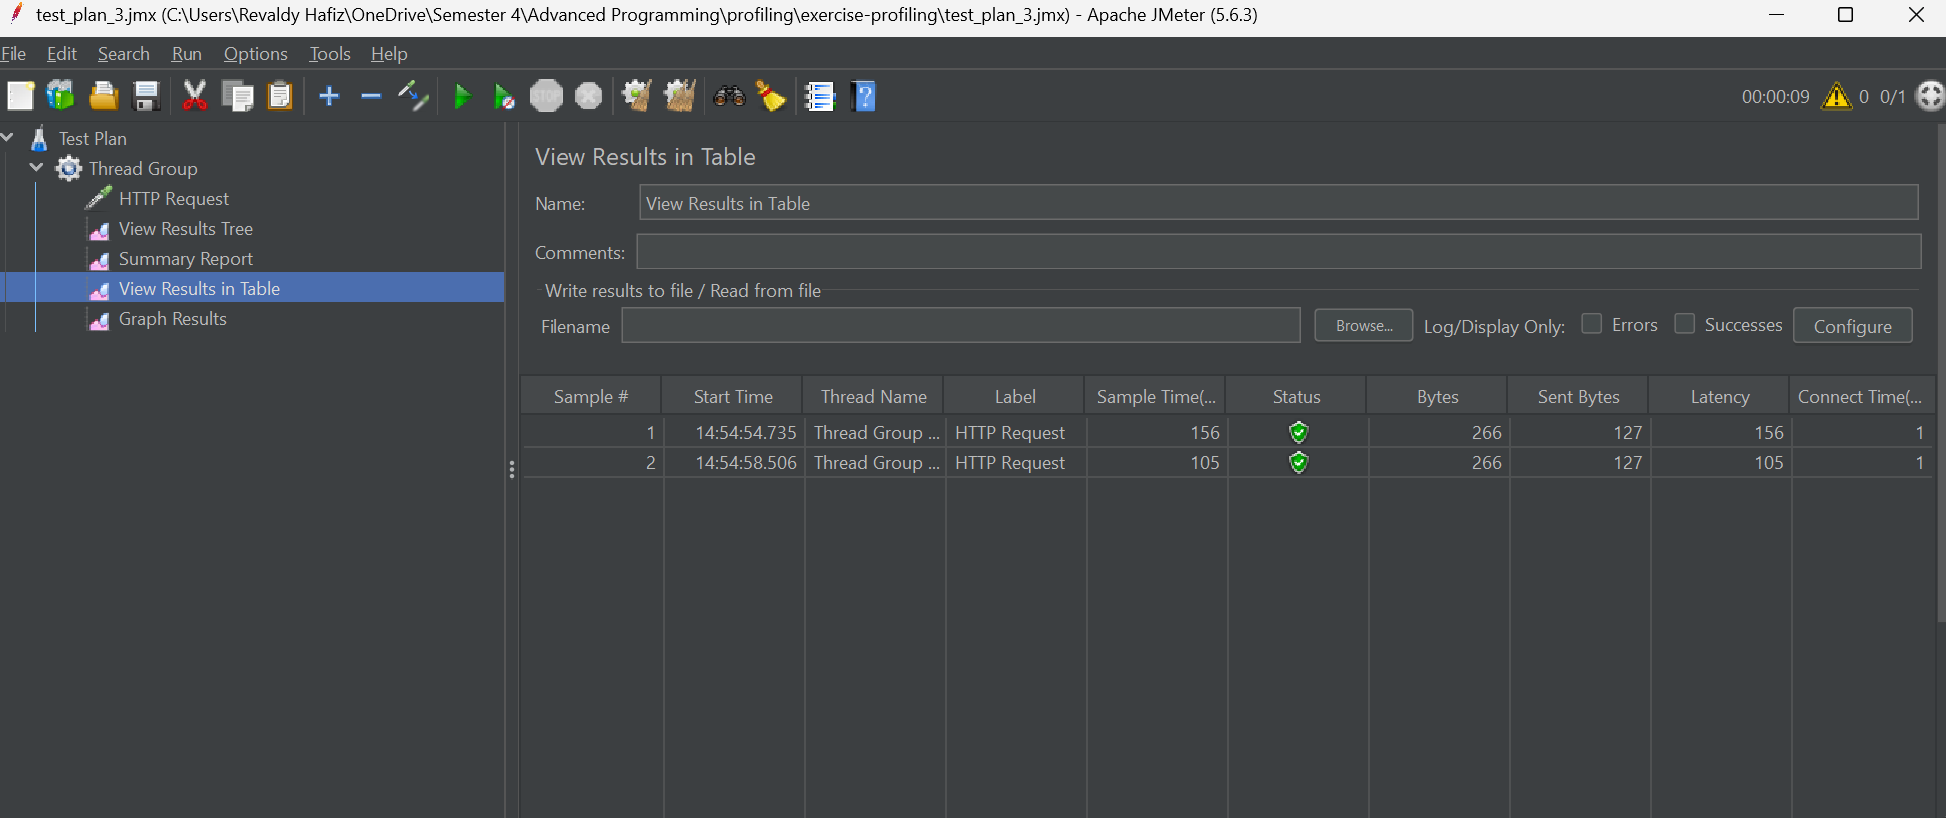 test_plan_3.jmx (C:\Users\Revaldy Hafiz\OneDrive\Semester 4\Advanced Programming\profiling\exercise-profiling\test_plan_3.jmx) - Apache JMeter (5.6.3)
File Edit Search Run Options Tools Help
STOP ? 00:00:09 0 0/1
Test Plan
Thread Group
HTTP Request
View Results Tree
Summary Report
View Results in Table
Graph Results
View Results in Table
Name: View Results in Table
Comments:
Write results to file / Read from file
Filename Browse... Log/Display Only: Errors Successes Configure
Sample # Start Time Thread Name Label Sample Time(... Status Bytes Sent Bytes Latency Connect Time(...
1 14:54:54.735 Thread Group ... HTTP Request 156 266 127 156 1
2 14:54:58.506 Thread Group ... HTTP Request 105 266 127 105 1